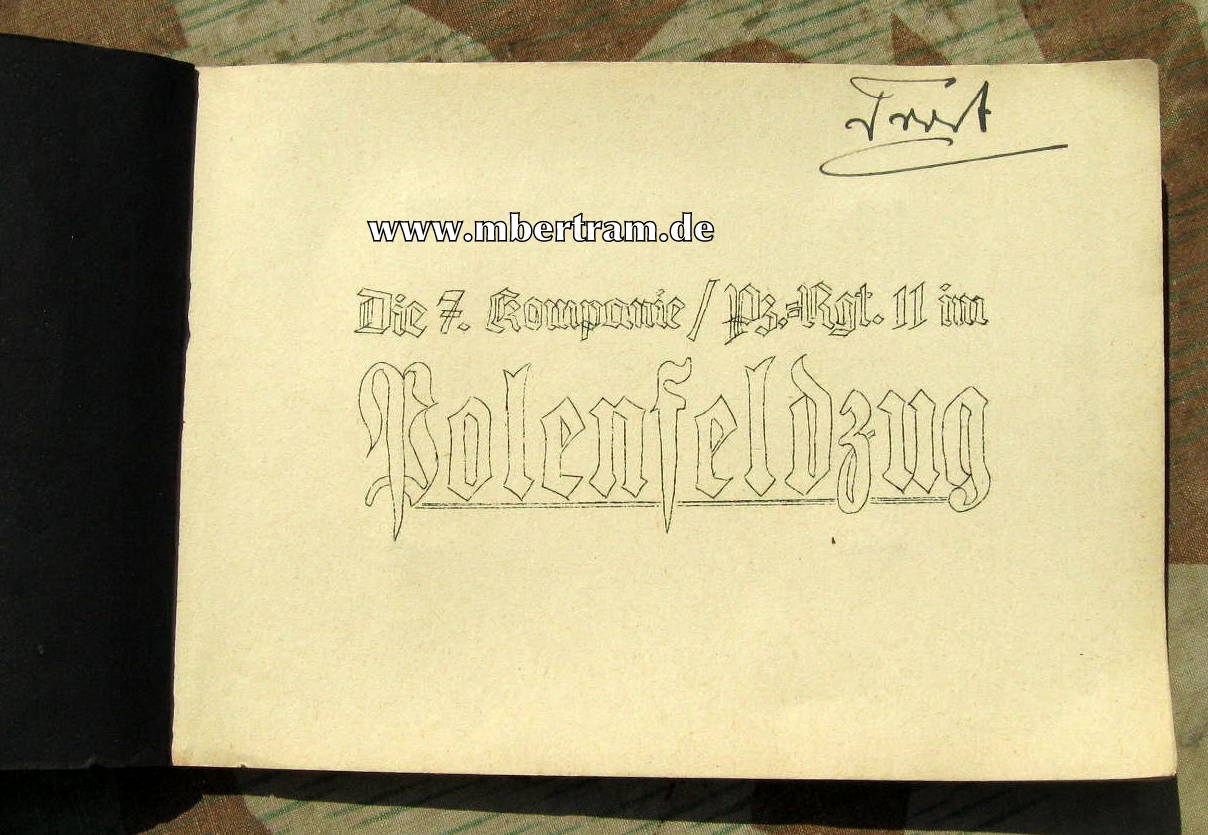 www.mbertram.de
Die 7. Kompanie / Pz.=Rgt. 11 im
Polenfeldzug